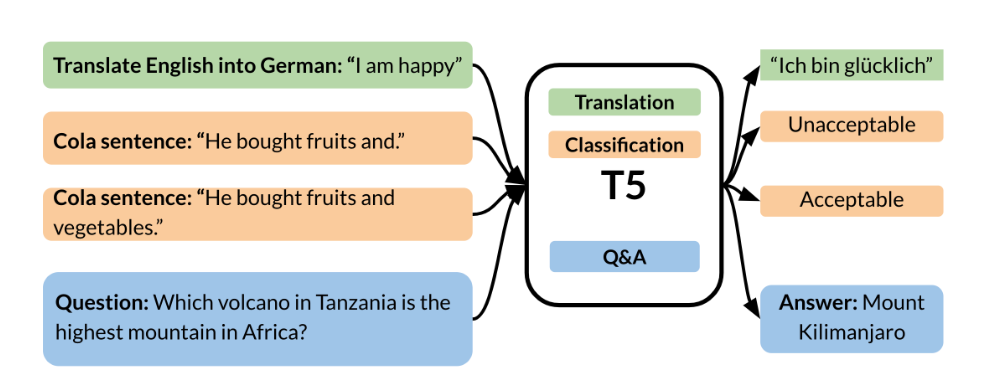 Translate English into German: “I am happy”
Cola sentence: “He bought fruits and.”
Cola sentence: “He bought fruits and
vegetables.”
Question: Which volcano in Tanzania is the
highest mountain in Africa?
Translation
Classification
T5
Q&A
“Ich bin glücklich”
Unacceptable
Acceptable
Answer: Mount
Kilimanjaro